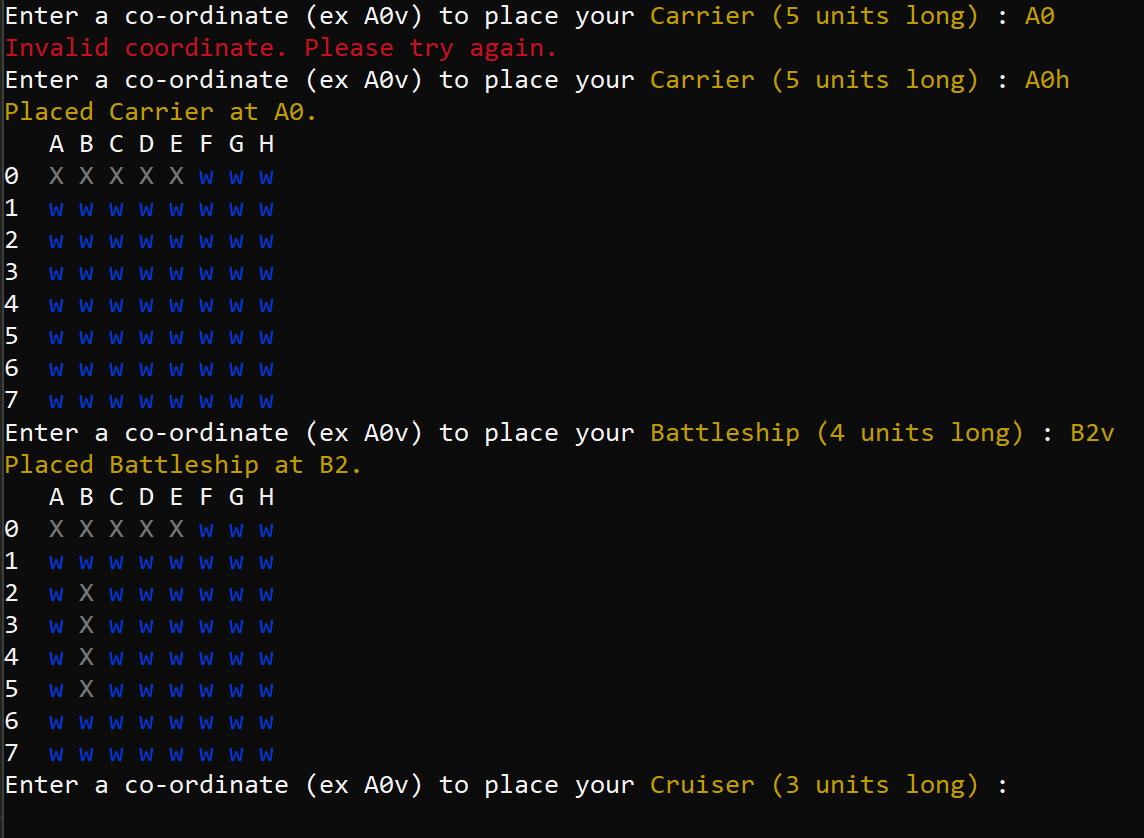 Enter a co-ordinate (ex A0v) to place your Carrier (5 units long) : A0
Invalid coordinate. Please try again.
Enter a co-ordinate (ex A0v) to place your Carrier (5 units long) : A0h
Placed Carrier at A0.
   A B C D E F G H
0  X X X X X w w w
1  w w w w w w w w
2  w w w w w w w w
3  w w w w w w w w
4  w w w w w w w w
5  w w w w w w w w
6  w w w w w w w w
7  w w w w w w w w
Enter a co-ordinate (ex A0v) to place your Battleship (4 units long) : B2v
Placed Battleship at B2.
   A B C D E F G H
0  X X X X X w w w
1  w w w w w w w w
2  w X w w w w w w
3  w X w w w w w w
4  w X w w w w w w
5  w X w w w w w w
6  w w w w w w w w
7  w w w w w w w w
Enter a co-ordinate (ex A0v) to place your Cruiser (3 units long) :